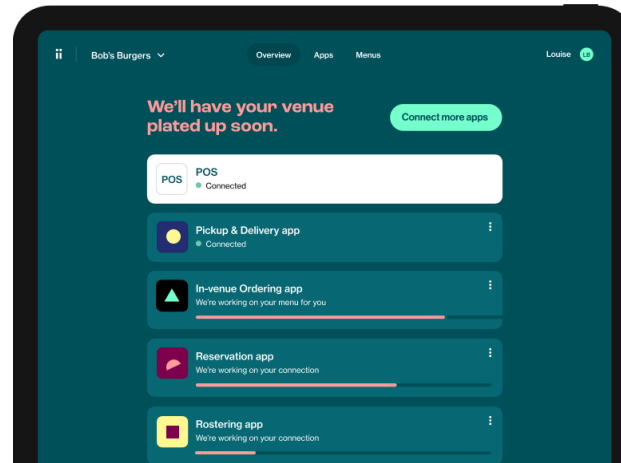 ii
Bob's Burgers
Overview
Apps
Menus
Louise
LB
We'll have your venue
plated up soon.
Connect more apps
POS
POS
Connected
Pickup & Delivery app
Connected
In-venue Ordering app
We're working on your menu for you
Reservation app
We're working on your connection
Rostering app
We're working on your connection